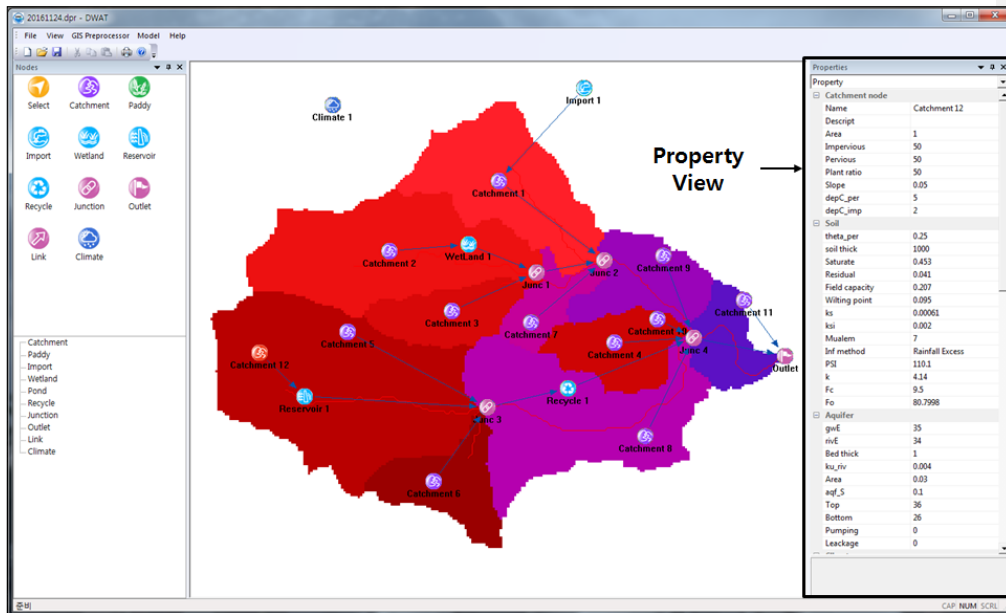 20161124.dpr - DWAT
File View GIS Preprocessor Model Help
Nodes
Select Catchment Paddy
Import Wetland Reservoir
Recycle Junction Outlet
Link Climate
Catchment
Paddy
Import
Wetland
Pond
Recycle
Junction
Outlet
Link
Climate
Climate 1
Import 1
Catchment 1
Catchment 2
WetLand 1
Junc 1
Junc 2
Catchment 9
Catchment 3
Catchment 7
Catchment 11
Catchment 5
Catchment 4
Junc 4
Catchment 12
Outlet
Reservoir 1
Recycle 1
Junc 3
Catchment 8
Catchment 6
Property
View
Properties
Property
Catchment node
Name Catchment 12
Descript
Area 1
Impervious 50
Pervious 50
Plant ratio 50
Slope 0.05
depC_per 5
depC_imp 2
Soil
theta_per 0.25
soil thick 1000
Saturate 0.453
Residual 0.041
Field capacity 0.207
Wilting point 0.095
ks 0.00061
ksi 0.002
Mualem 7
Inf method Rainfall Excess
PSI 110.1
k 4.14
Fc 9.5
Fo 80.7998
Aquifer
gwE 35
rivE 34
Bed thick 1
ku_riv 0.004
Area 0.03
aqf_S 0.1
Top 36
Bottom 26
Pumping 0
Leackage 0
준비
CAP NUM SCRL